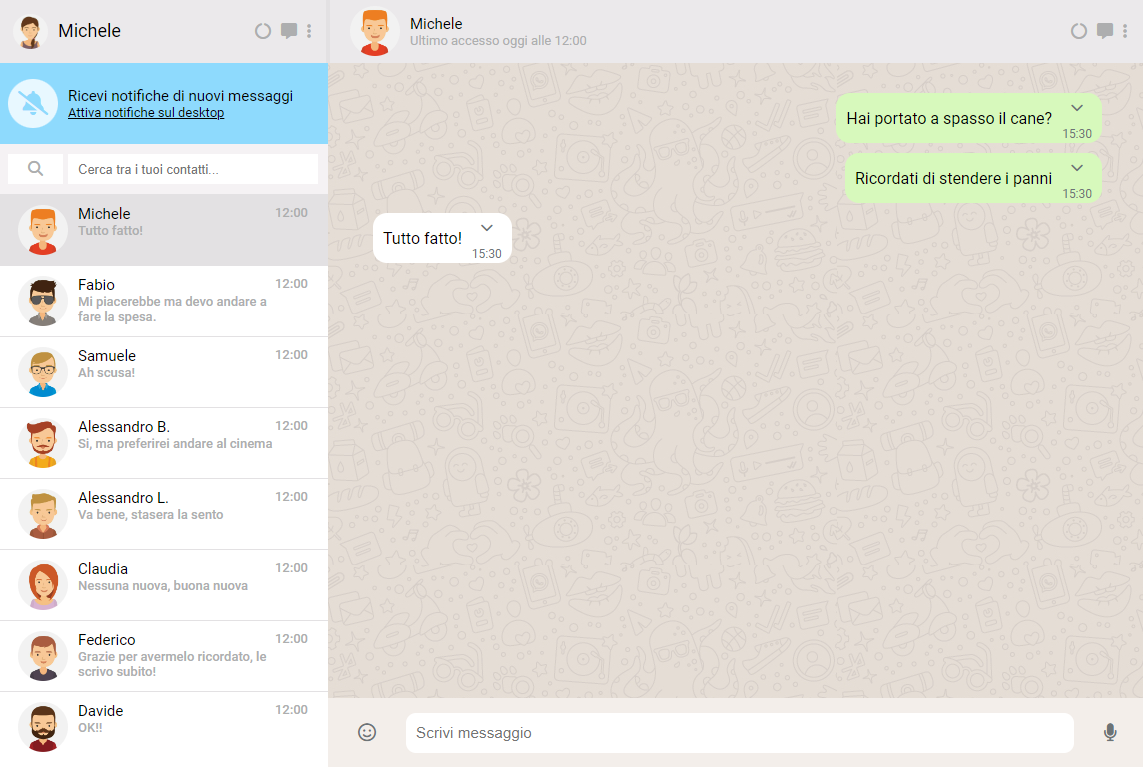 Michele
Ricevi notifiche di nuovi messaggi
Attiva notifiche sul desktop
Cerca tra i tuoi contatti...
Michele 12:00
Tutto fatto!
Fabio 12:00
Mi piacerebbe ma devo andare a
fare la spesa.
Samuele 12:00
Ah scusa!
Alessandro B. 12:00
Si, ma preferirei andare al cinema
Alessandro L. 12:00
Va bene, stasera la sento
Claudia 12:00
Nessuna nuova, buona nuova
Federico 12:00
Grazie per avermelo ricordato, le
scrivo subito!
Davide 12:00
OK!!
Michele
Ultimo accesso oggi alle 12:00
Hai portato a spasso il cane?
15:30
Ricordati di stendere i panni
15:30
Tutto fatto!
15:30
Scrivi messaggio